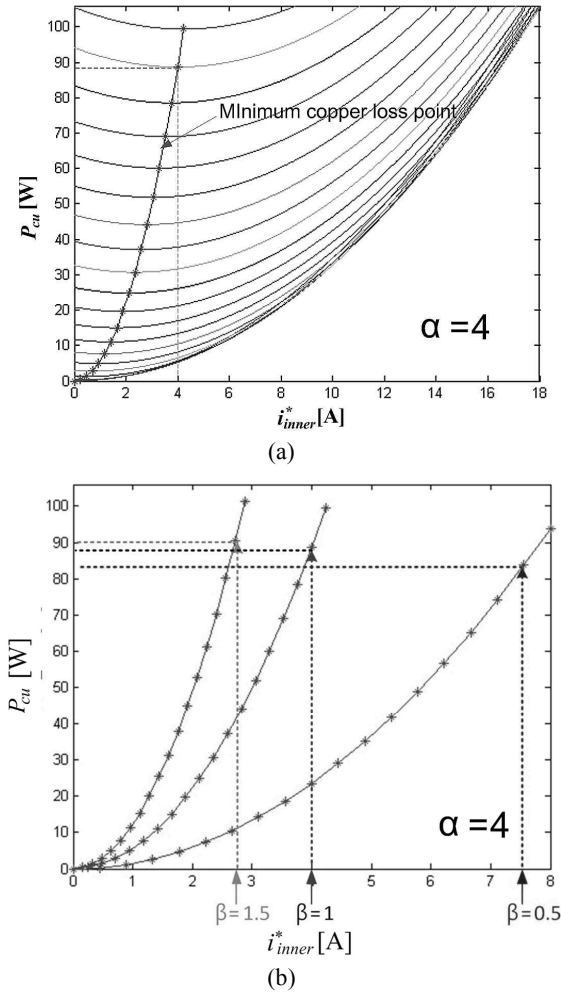 100
90
80
70
60
50
40
30
20
10
0
P_cu [W]
MInimum copper loss point
α =4
0 2 4 6 8 10 12 14 16 18
i*_inner[A]
(a)
100
90
80
70
60
50
40
30
20
10
0
P_cu [W]
α =4
0 1 2 3 4 5 6 7 8
β=1.5 β=1 β=0.5
i*_inner [A]
(b)